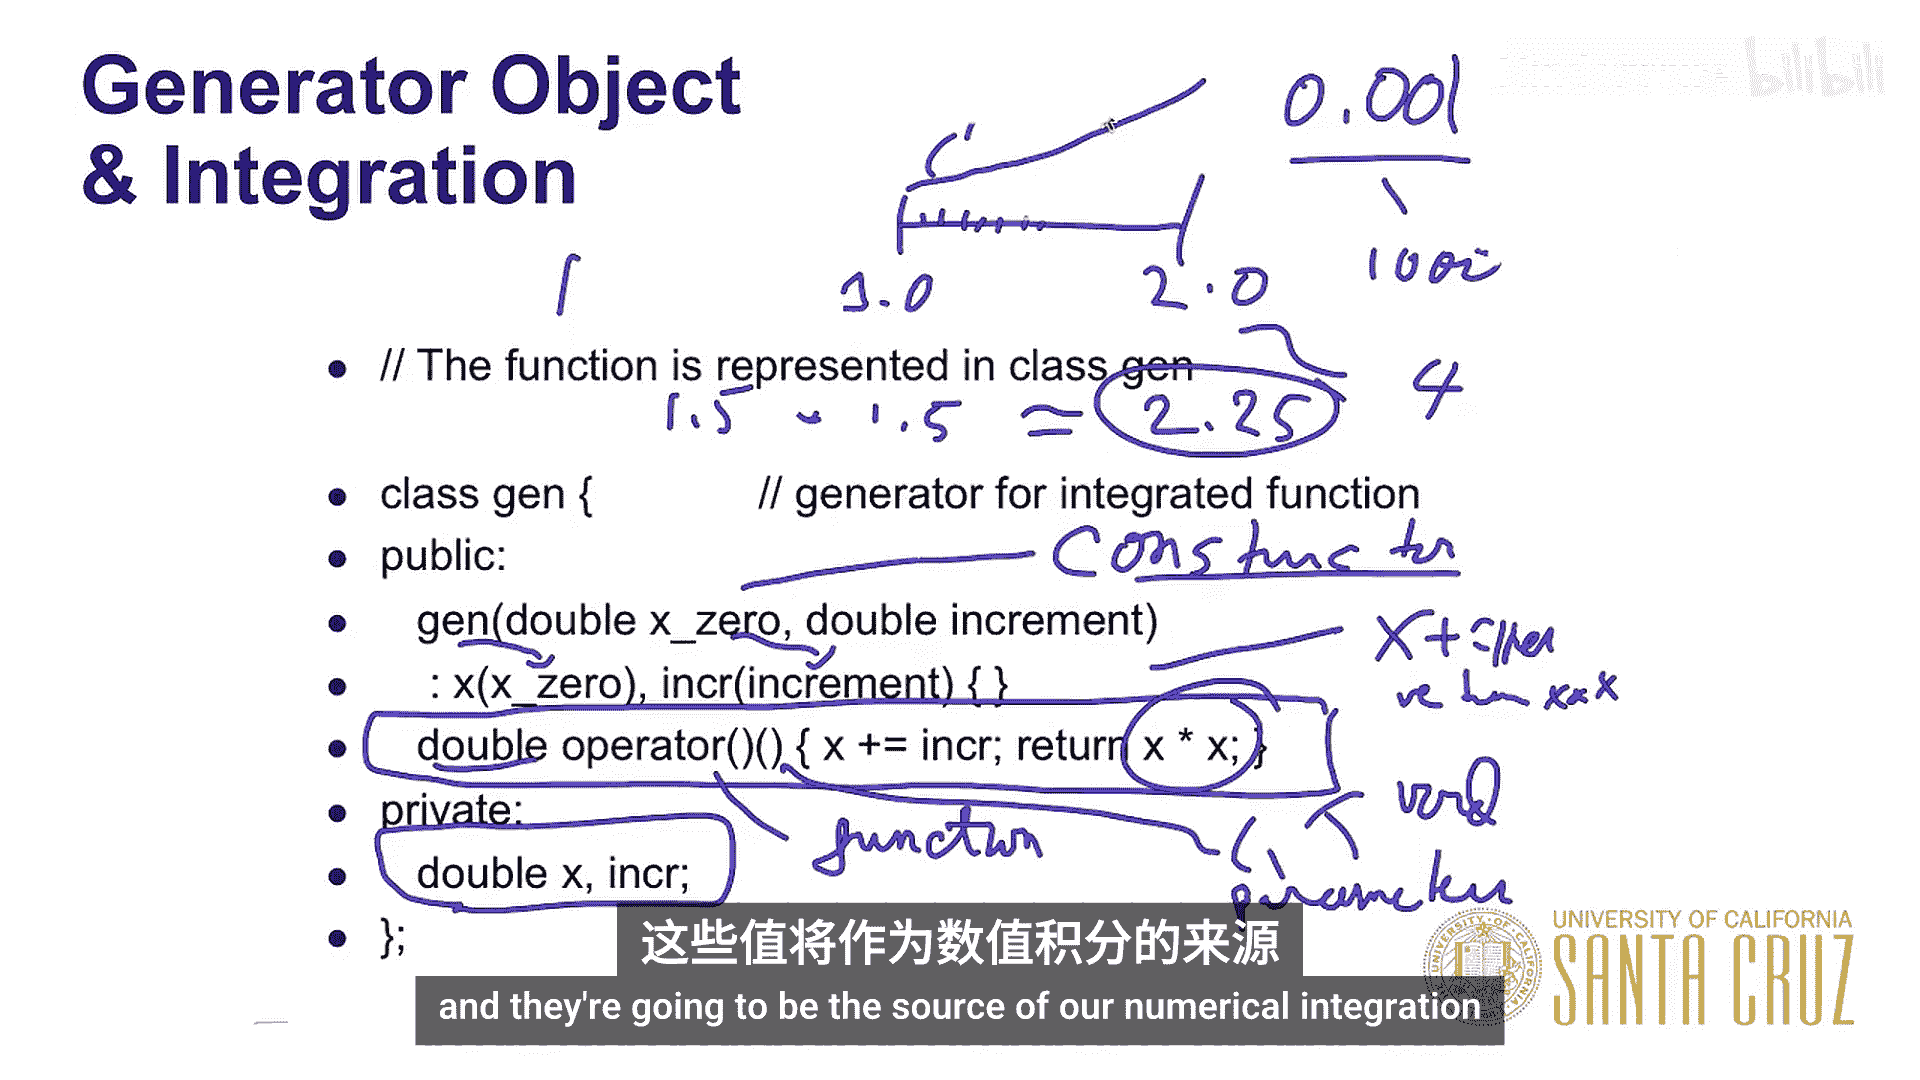 Generator Object
& Integration
bilibili
0.001
1.0
2.0
• // The function is represented in class gen
1.5 * 1.5 = 2.25
4
• class gen { // generator for integrated function
• public:
Constructor
• gen(double x_zero, double increment)
• : x(x_zero), incr(increment) { }
• double operator()() { x += incr; return x * x; }
• private:
void
function
parameters
• double x, incr;
• };
这些值将作为数值积分的来源
and they're going to be the source of our numerical integration
UNIVERSITY OF CALIFORNIA
SANTA CRUZ